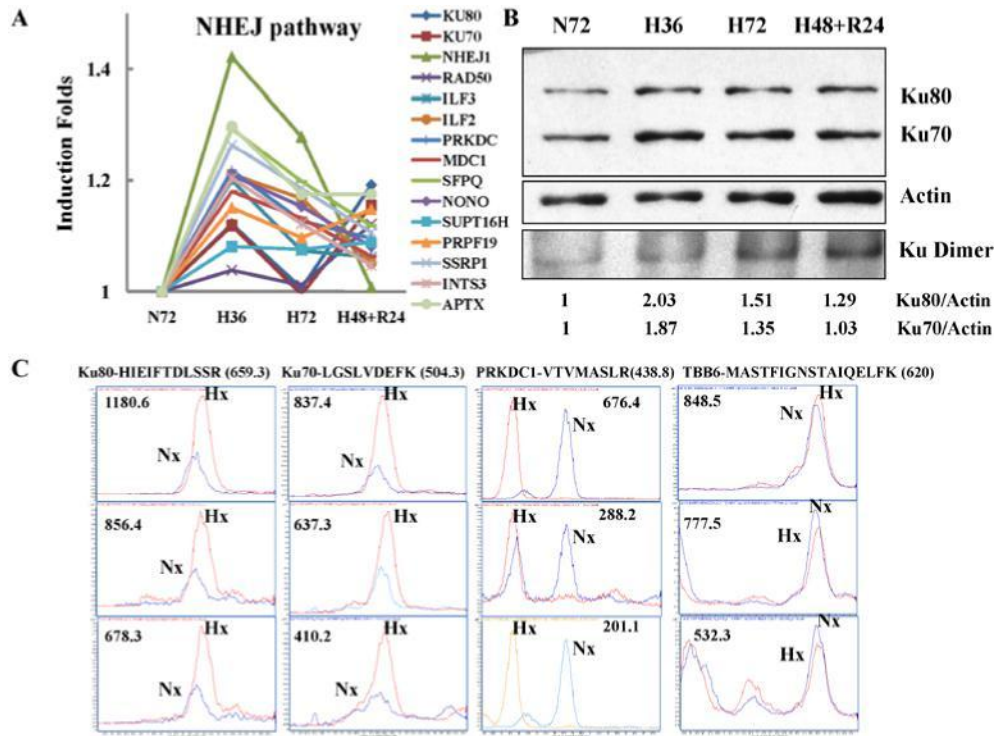 A
NHEJ pathway
Induction Folds
1.4
1.2
1
N72 H36 H72 H48+R24
KU80
KU70
NHEJ1
RAD50
ILF3
ILF2
PRKDC
MDC1
SFPQ
NONO
SUPT16H
PRPF19
SSRP1
INTS3
APTX
B
N72 H36 H72 H48+R24
Ku80
Ku70
Actin
Ku Dimer
1 2.03 1.51 1.29 Ku80/Actin
1 1.87 1.35 1.03 Ku70/Actin
C
Ku80-HIEIFTDLSSR (659.3) Ku70-LGSLVDEFK (504.3) PRKDC1-VTVMASLR(438.8) TBB6-MASTFIGNSTAIQELFK (620)
1180.6 Hx Nx
837.4 Hx Nx
676.4 Hx Nx
848.5 Nx Hx
856.4 Hx Nx
637.3 Hx
288.2 Hx Nx
777.5 Nx Hx
678.3 Hx Nx
410.2 Hx Nx
201.1 Hx Nx
532.3 Nx Hx